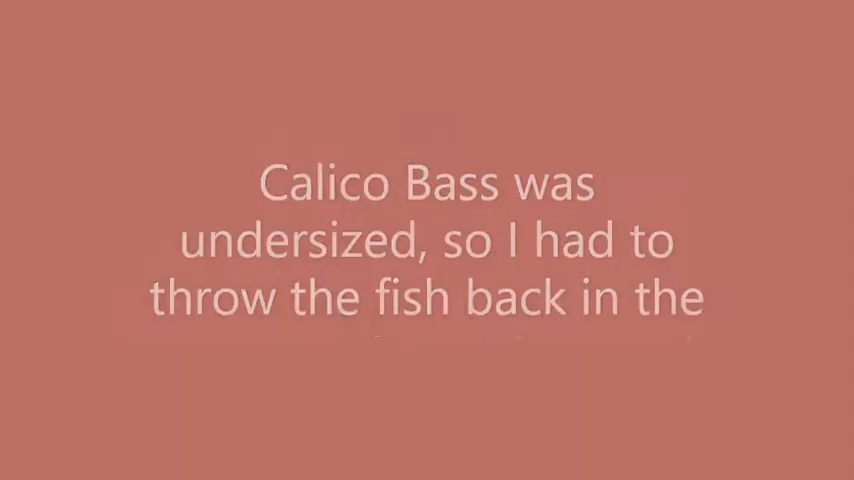 Calico Bass was
undersized, so I had to
throw the fish back in the